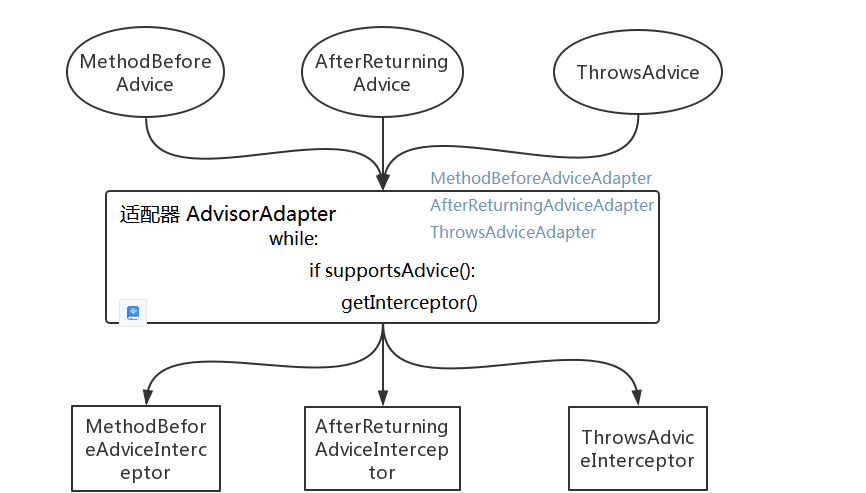 MethodBefore
Advice
AfterReturning
Advice
ThrowsAdvice
MethodBeforeAdviceAdapter
AfterReturningAdviceAdapter
ThrowsAdviceAdapter
适配器 AdvisorAdapter
while:
if supportsAdvice():
getInterceptor()
MethodBefor
eAdviceInterc
eptor
AfterReturning
AdviceIntercep
tor
ThrowsAdvic
eInterceptor